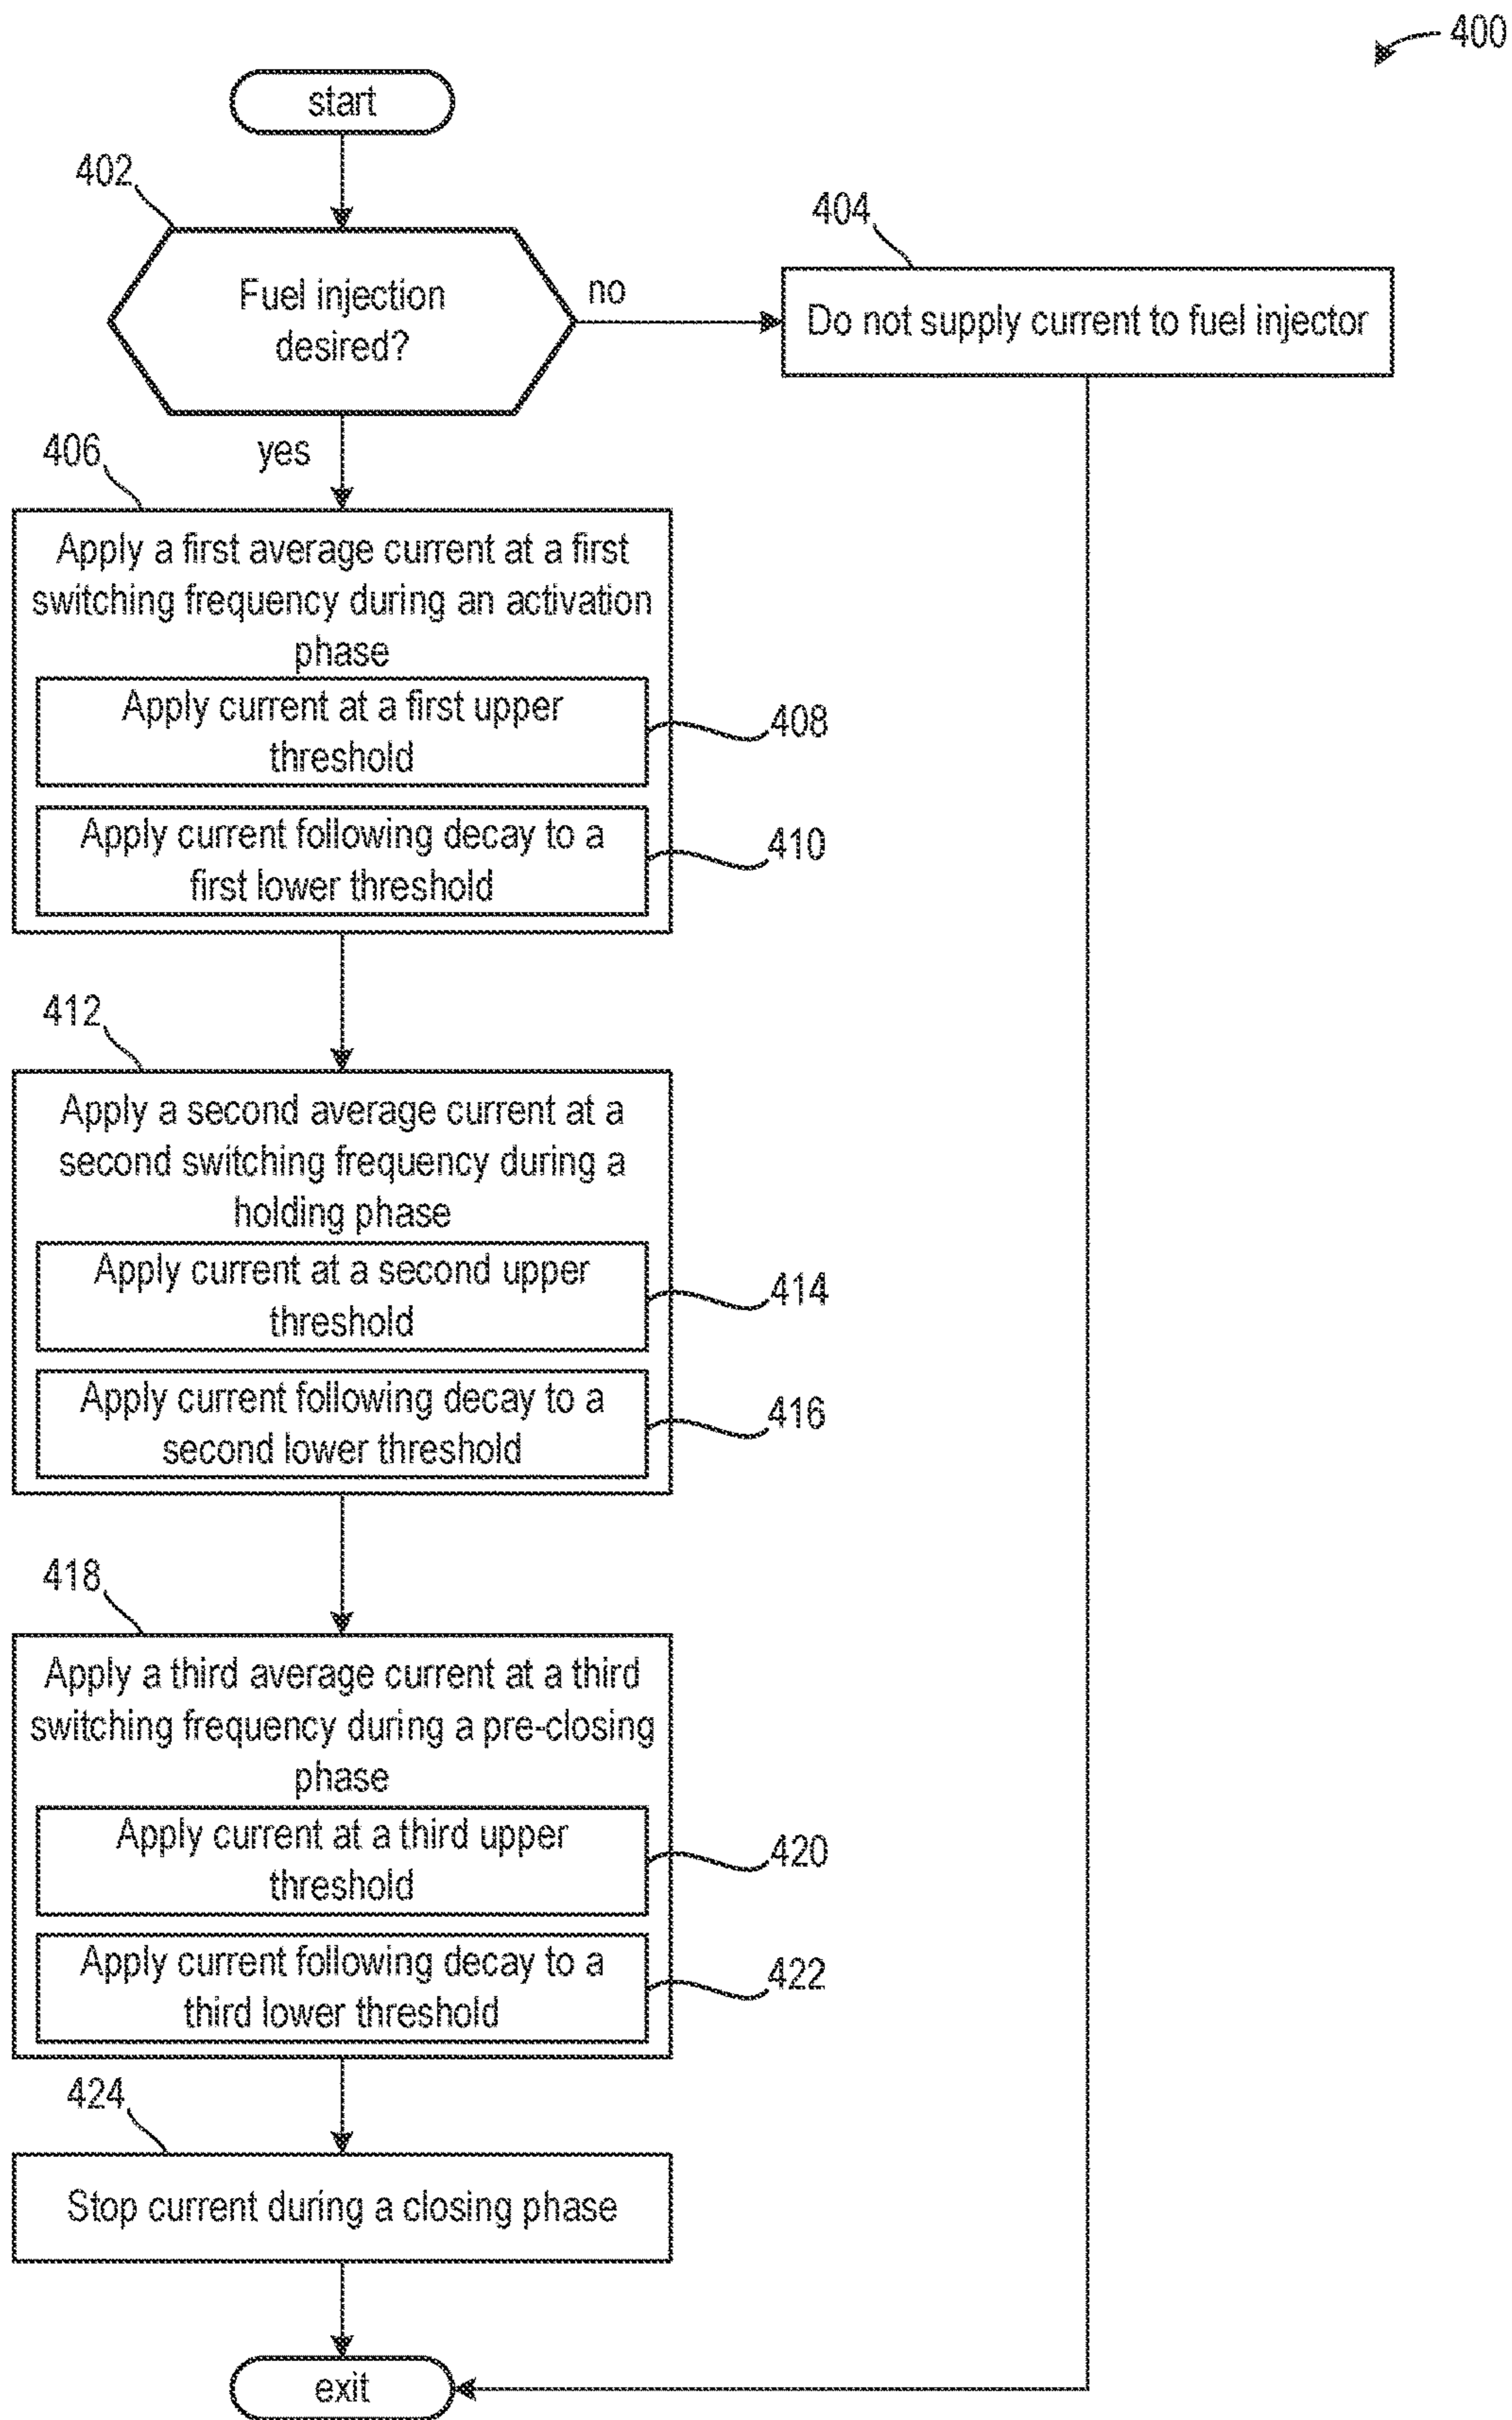 400
start
402
Fuel injection
desired?
no
404
Do not supply current to fuel injector
yes
406
Apply a first average current at a first
switching frequency during an activation
phase
Apply current at a first upper
threshold
408
Apply current following decay to a
first lower threshold
410
412
Apply a second average current at a
second switching frequency during a
holding phase
Apply current at a second upper
threshold
414
Apply current following decay to a
second lower threshold
416
418
Apply a third average current at a third
switching frequency during a pre-closing
phase
Apply current at a third upper
threshold
420
Apply current following decay to a
third lower threshold
422
424
Stop current during a closing phase
exit